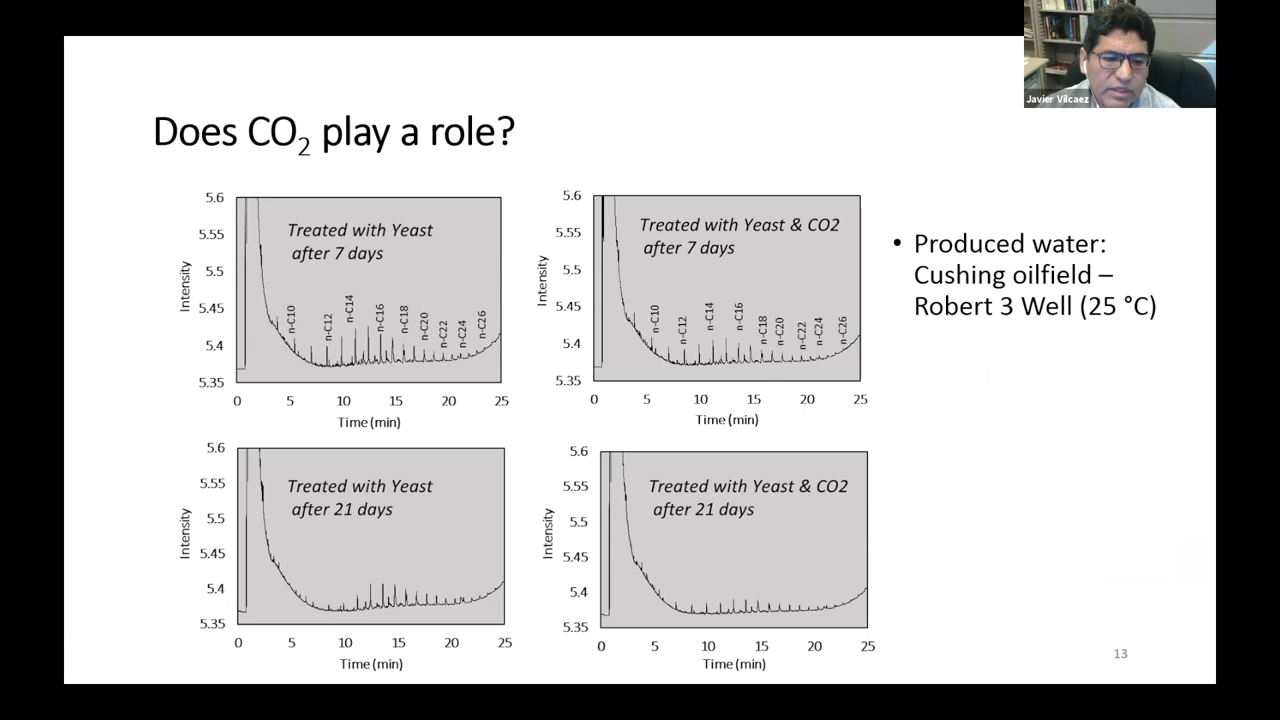 Javier Vilcaez
Does CO2 play a role?
5.6
5.55
5.5
5.45
5.4
5.35
Intensity
Treated with Yeast
after 7 days
n-C10
n-C12
n-C14
n-C16
n-C18
n-C20
n-C22
n-C24
n-C26
0 5 10 15 20 25
Time (min)
5.6
5.55
5.5
5.45
5.4
5.35
Intensity
Treated with Yeast & CO2
after 7 days
n-C10
n-C12
n-C14
n-C16
n-C18
n-C20
n-C22
n-C24
n-C26
0 5 10 15 20 25
Time (min)
• Produced water:
Cushing oilfield –
Robert 3 Well (25 °C)
5.6
5.55
5.5
5.45
5.4
5.35
Intensity
Treated with Yeast
after 21 days
0 5 10 15 20 25
Time (min)
5.6
5.55
5.5
5.45
5.4
5.35
Intensity
Treated with Yeast & CO2
after 21 days
0 5 10 15 20 25
Time (min)
13